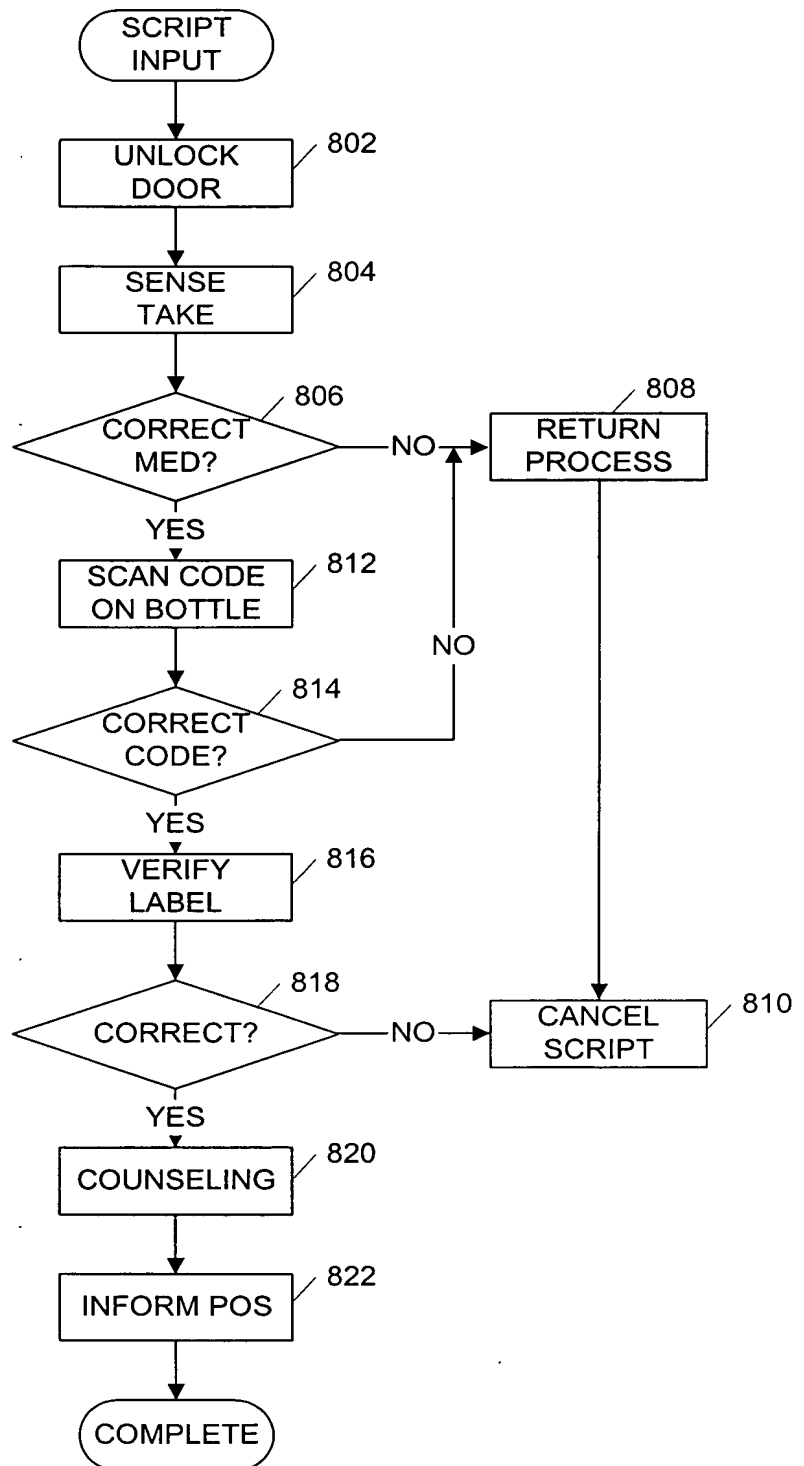 SCRIPT
INPUT
802
UNLOCK
DOOR
804
SENSE
TAKE
806
CORRECT
MED?
NO
808
RETURN
PROCESS
YES
812
SCAN CODE
ON BOTTLE
NO
814
CORRECT
CODE?
YES
816
VERIFY
LABEL
818
CORRECT?
NO
810
CANCEL
SCRIPT
YES
820
COUNSELING
822
INFORM POS
COMPLETE